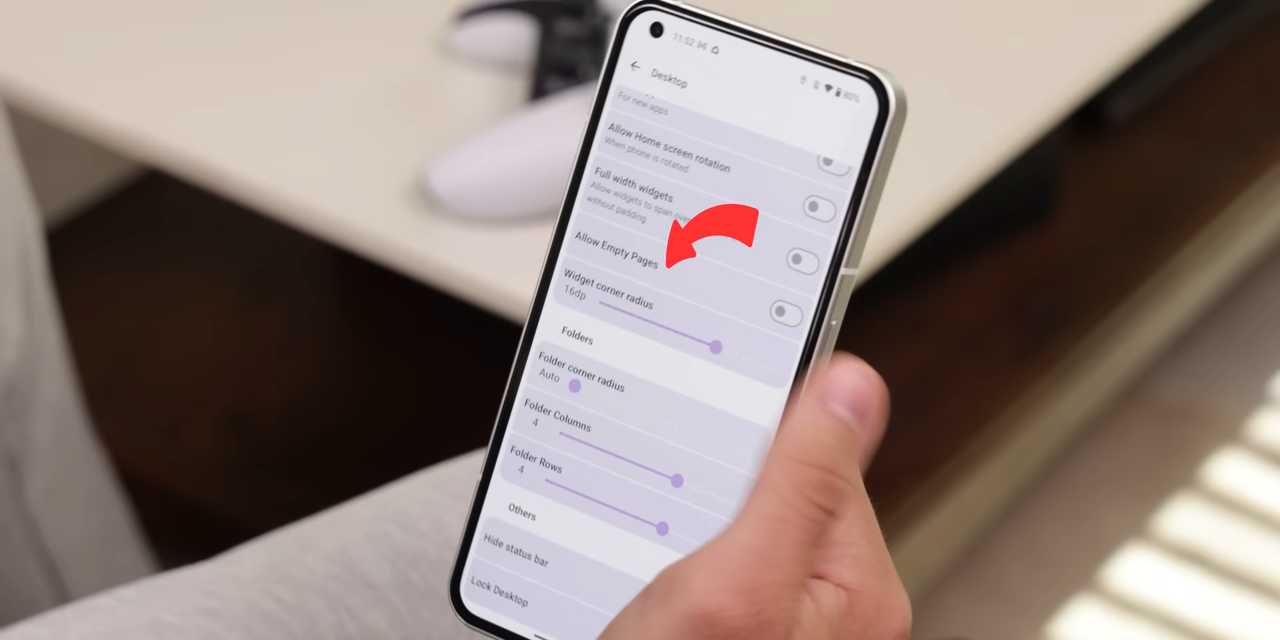 11:52
80%
Desktop
For new apps
Allow Home screen rotation
When phone is rotated
Full width widgets
Allow widgets to span
without padding
Allow Empty Pages
Widget corner radius
16dp
Folders
Folder corner radius
Auto
Folder Columns
4
Folder Rows
4
Others
Hide status bar
Lock Desktop